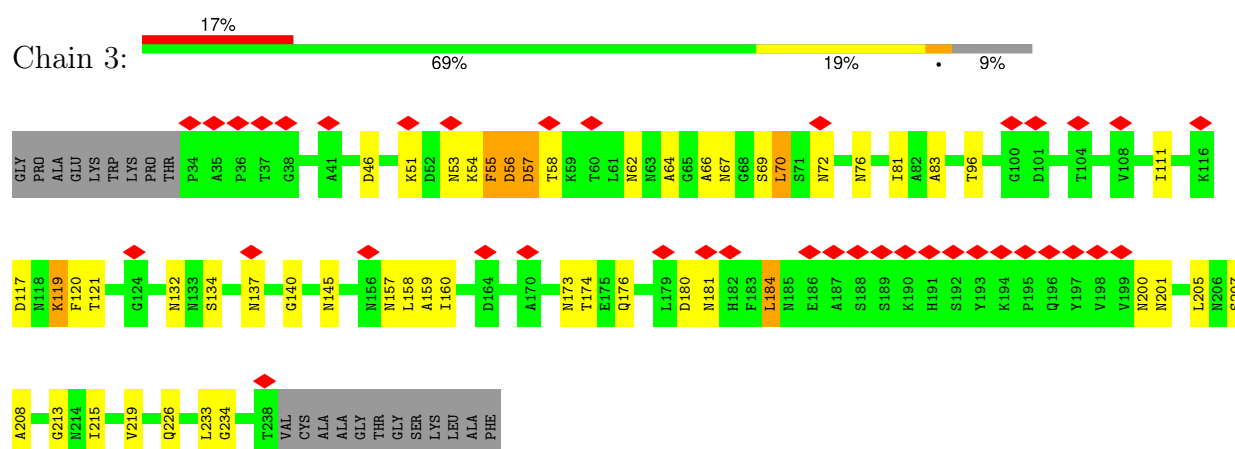 17%
Chain 3:
69% 19% • 9%
GLY PRO ALA GLU LYS TRP LYS PRO THR P34 A35 P36 T37 G38 A41 D46 K51 D52 N53 K54 F55 D56 D57 T58 K59 T60 L61 N62 N63 A64 G65 A66 N67 G68 S69 L70 S71 N72 N76 I81 A82 A83 T96 G100 D101 T104 V108 I111 K116
D117 N118 K119 F120 T121 G124 N132 N133 S134 N137 G140 N145 N156 N157 L158 A159 I160 D164 A170 N173 T174 E175 Q176 L179 D180 N181 H182 F183 L184 N185 E186 A187 S188 S189 K190 H191 S192 Y193 K194 P195 Q196 Y197 V198 V199 N200 N201 L205 N206
A208 G213 N214 I215 V219 Q226 L233 G234 T238 VAL CYS ALA ALA GLY THR GLY SER LYS LEU ALA PHE